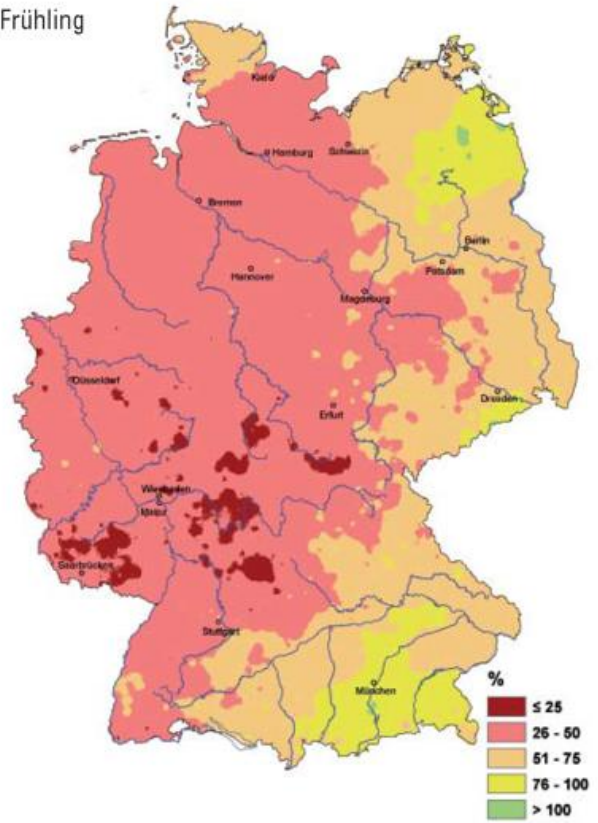 Frühling
Kiel
Hamburg
Schwerin
Bremen
Berlin
Hannover
Potsdam
Magdeburg
Düsseldorf
Dresden
Erfurt
Wiesbaden
Mainz
Saarbrücken
Stuttgart
München
%
≤ 25
26 - 50
51 - 75
76 - 100
> 100